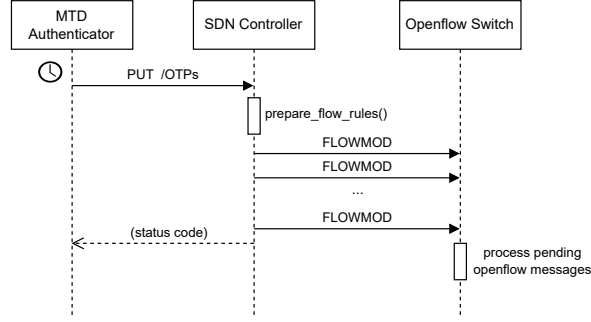 MTD
Authenticator
SDN Controller
Openflow Switch
PUT /OTPs
prepare_flow_rules()
FLOWMOD
FLOWMOD
...
FLOWMOD
(status code)
process pending
openflow messages